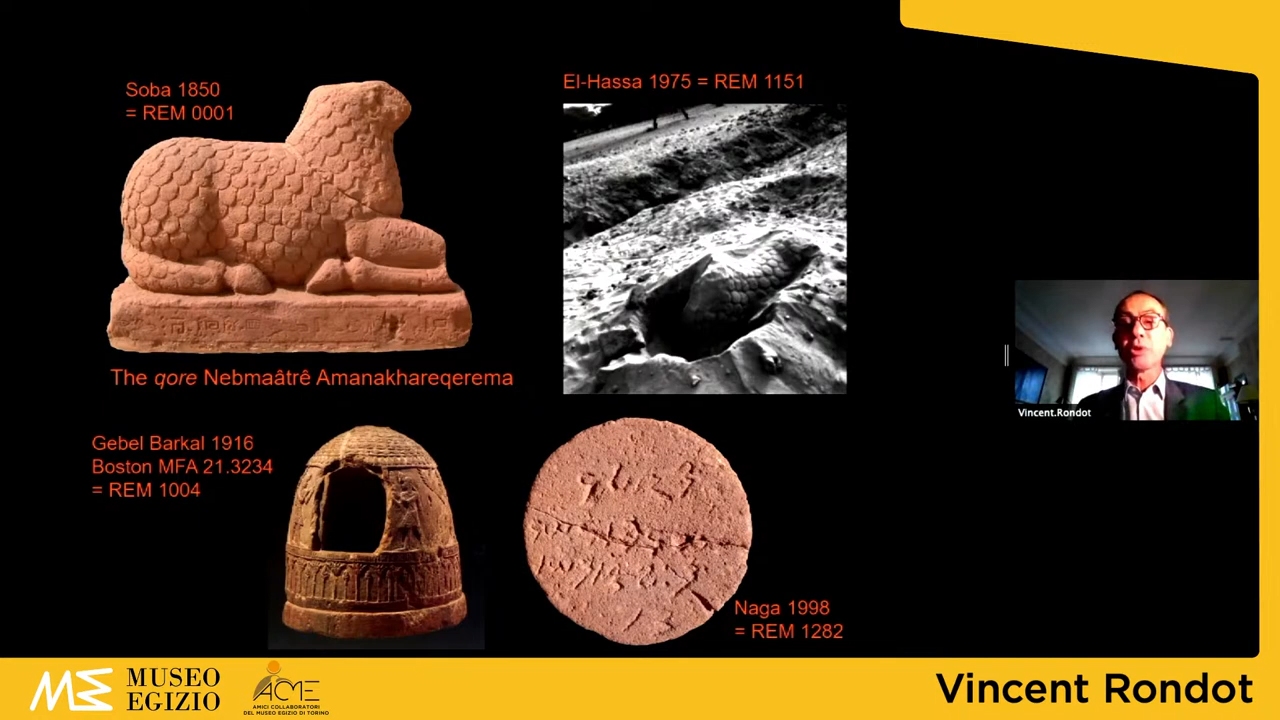 Soba 1850
= REM 0001
El-Hassa 1975 = REM 1151
The qore Nebmaâtrê Amanakhareqerema
Gebel Barkal 1916
Boston MFA 21.3234
= REM 1004
Naga 1998
= REM 1282
Vincent.Rondot
MUSEO
EGIZIO
ACME
AMICI COLLABORATORI
DEL MUSEO EGIZIO DI TORINO
Vincent Rondot